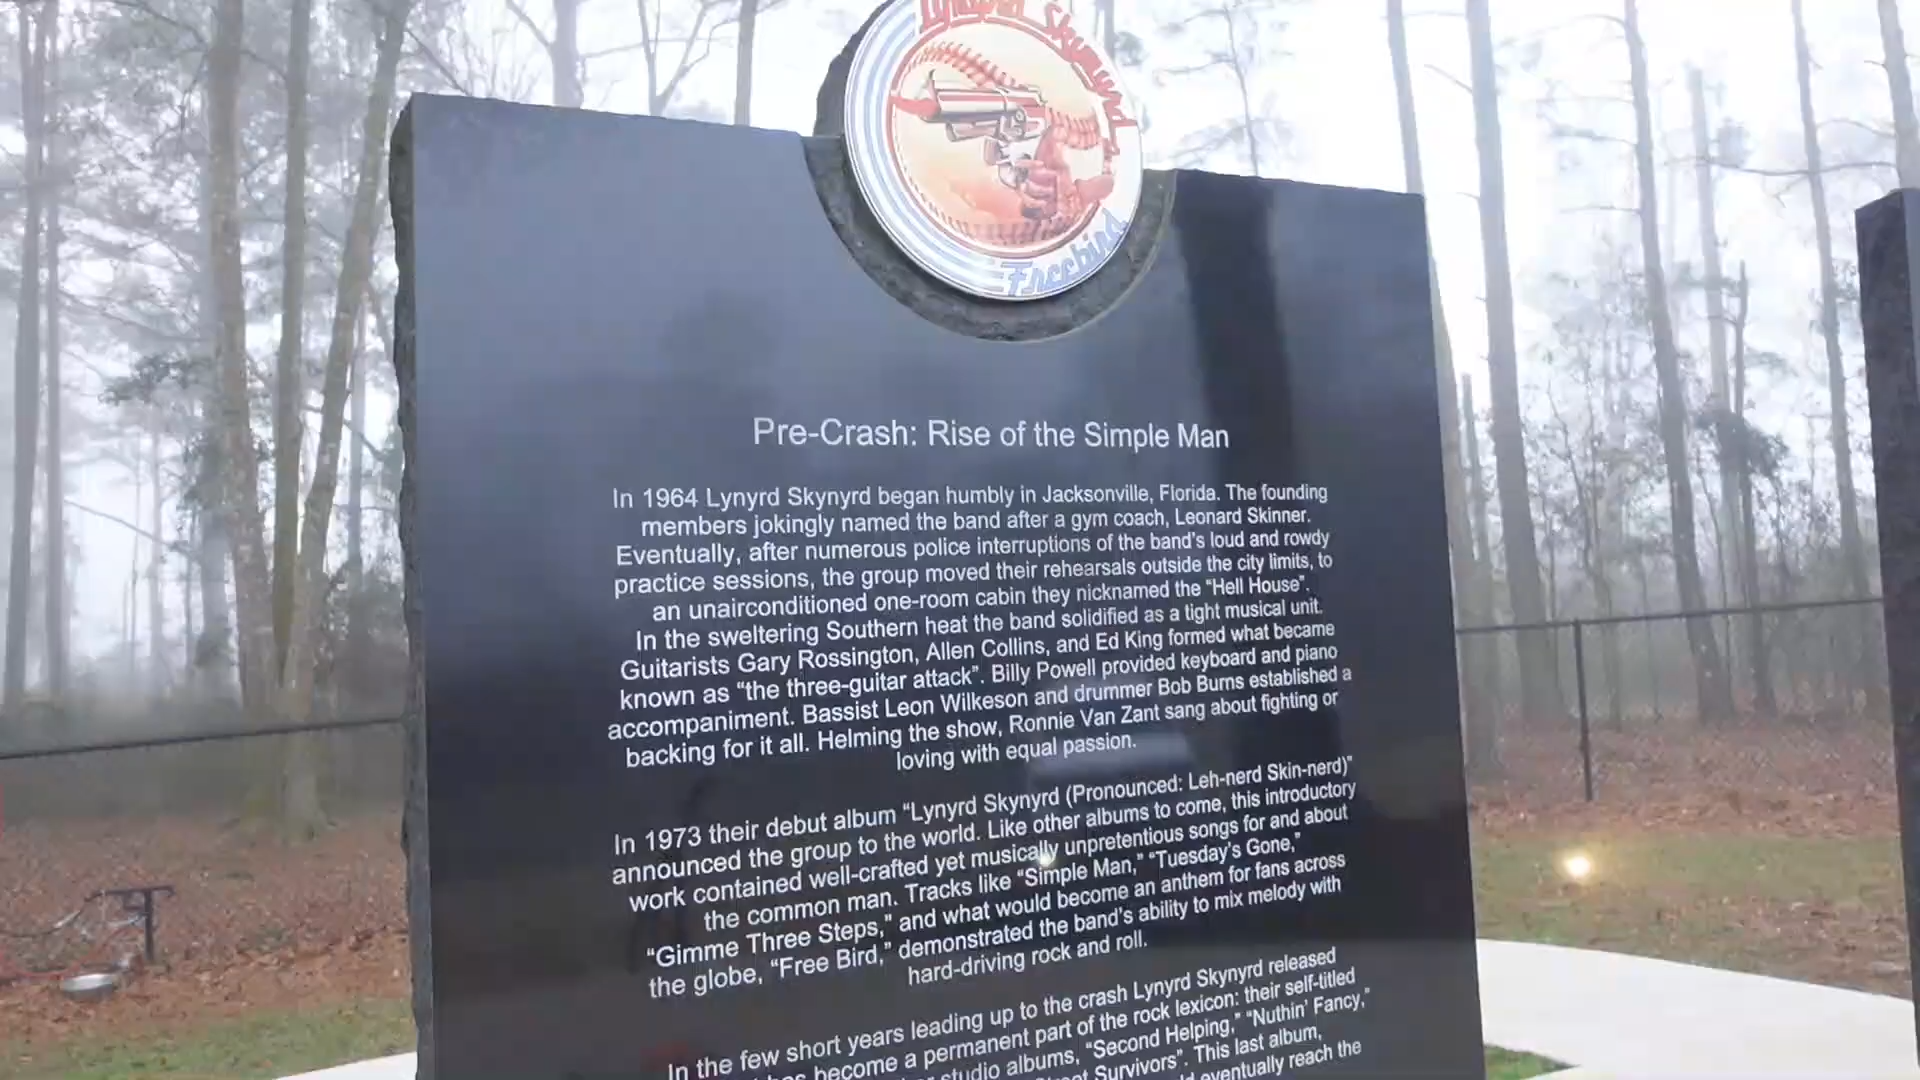 Lynyrd Skynyrd
Freebird
Pre-Crash: Rise of the Simple Man
In 1964 Lynyrd Skynyrd began humbly in Jacksonville, Florida. The founding
members jokingly named the band after a gym coach, Leonard Skinner.
Eventually, after numerous police interruptions of the band's loud and rowdy
practice sessions, the group moved their rehearsals outside the city limits, to
an unairconditioned one-room cabin they nicknamed the "Hell House".
In the sweltering Southern heat the band solidified as a tight musical unit.
Guitarists Gary Rossington, Allen Collins, and Ed King formed what became
known as "the three-guitar attack". Billy Powell provided keyboard and piano
accompaniment. Bassist Leon Wilkeson and drummer Bob Burns established a
backing for it all. Helming the show, Ronnie Van Zant sang about fighting or
loving with equal passion.
In 1973 their debut album "Lynyrd Skynyrd (Pronounced: Leh-nerd Skin-nerd)"
announced the group to the world. Like other albums to come, this introductory
work contained well-crafted yet musically unpretentious songs for and about
the common man. Tracks like "Simple Man," "Tuesday's Gone,"
"Gimme Three Steps," and what would become an anthem for fans across
the globe, "Free Bird," demonstrated the band's ability to mix melody with
hard-driving rock and roll.
In the few short years leading up to the crash Lynyrd Skynyrd released
become a permanent part of the rock lexicon: their self-titled
studio albums, "Second Helping," "Nuthin' Fancy,"
Survivors". This last album,
eventually reach the